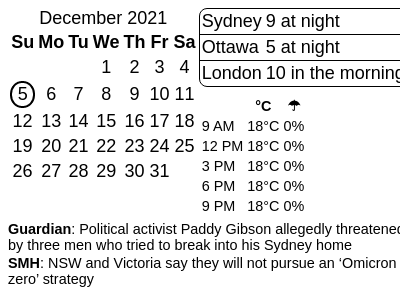 December 2021
Su Mo Tu We Th Fr Sa
1 2 3 4
5 6 7 8 9 10 11
12 13 14 15 16 17 18
19 20 21 22 23 24 25
26 27 28 29 30 31
Sydney 9 at night
Ottawa 5 at night
London 10 in the morning
°C ☂
9 AM 18°C 0%
12 PM 18°C 0%
3 PM 18°C 0%
6 PM 18°C 0%
9 PM 18°C 0%
Guardian: Political activist Paddy Gibson allegedly threatened
by three men who tried to break into his Sydney home
SMH: NSW and Victoria say they will not pursue an ‘Omicron
zero’ strategy